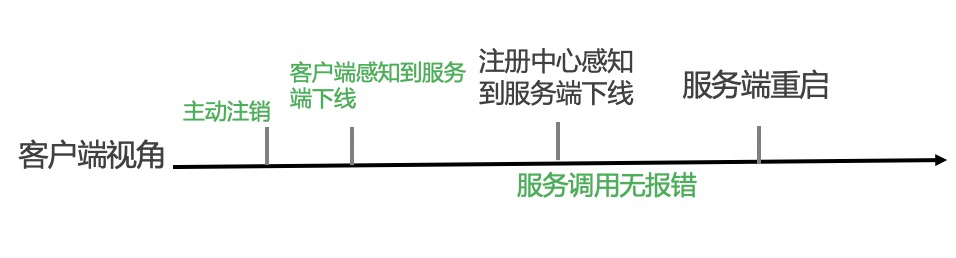 主动注销
客户端感知到服务
端下线
注册中心感知
到服务端下线
服务端重启
客户端视角
服务调用无报错